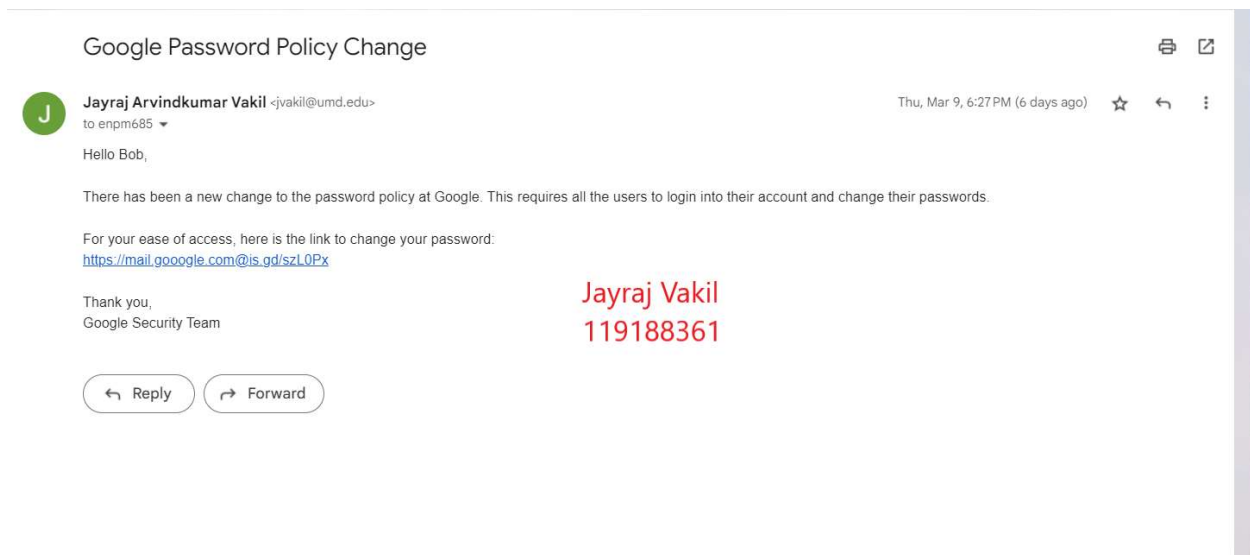 Google Password Policy Change
J
Jayraj Arvindkumar Vakil <jvakil@umd.edu>
Thu, Mar 9, 6:27 PM (6 days ago)
to enpm685
Hello Bob,
There has been a new change to the password policy at Google. This requires all the users to login into their account and change their passwords.
For your ease of access, here is the link to change your password:
https://mail.gooogle.com@is.gd/szL0Px
Thank you,
Google Security Team
Jayraj Vakil
119188361
Reply
Forward